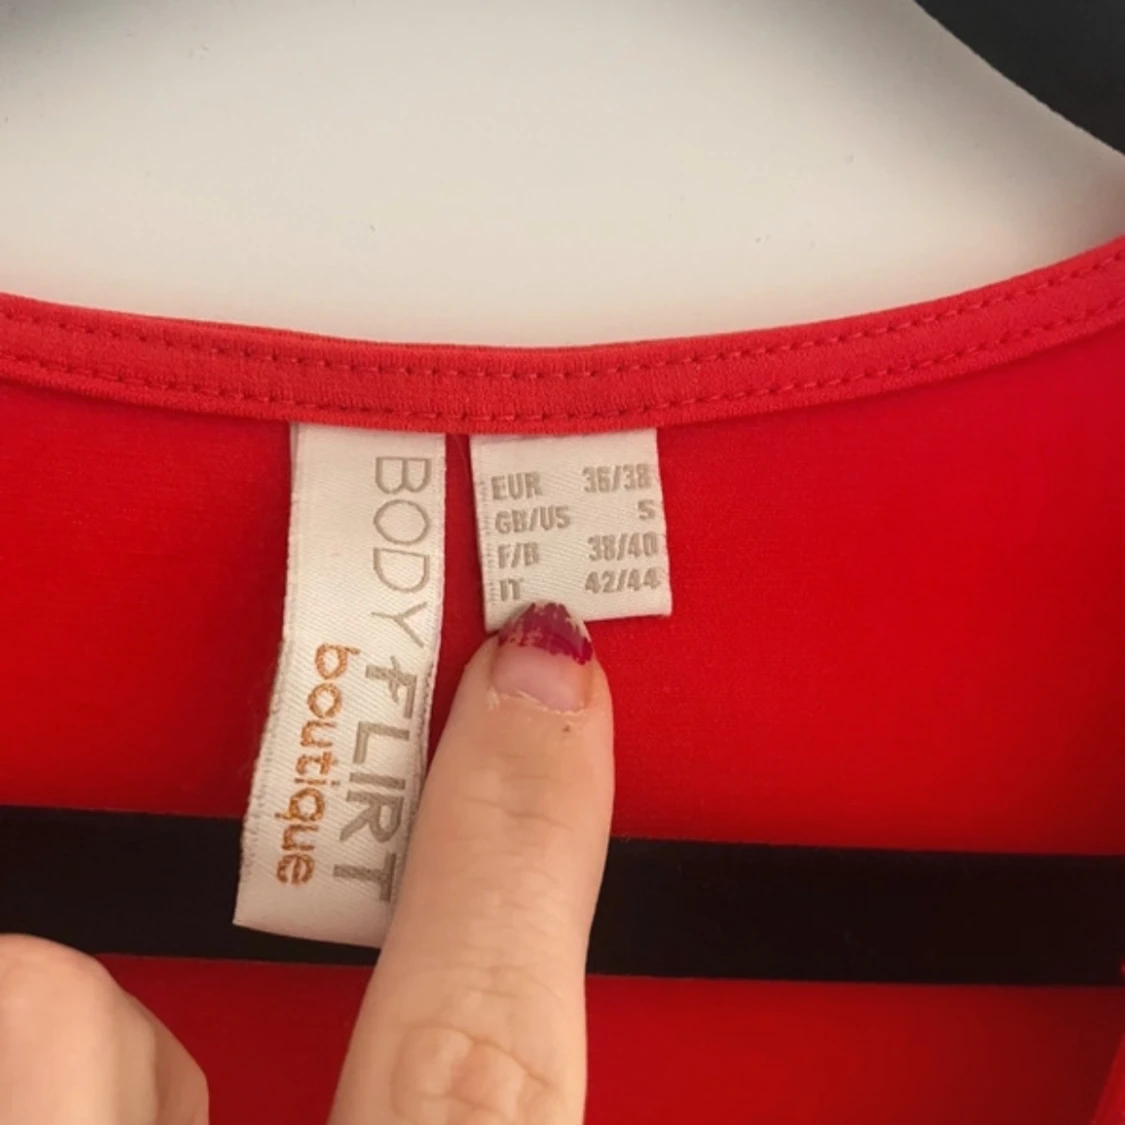 BODY FLIRT
boutique
EUR 36/38
GB/US S
F/B 38/40
IT 42/44